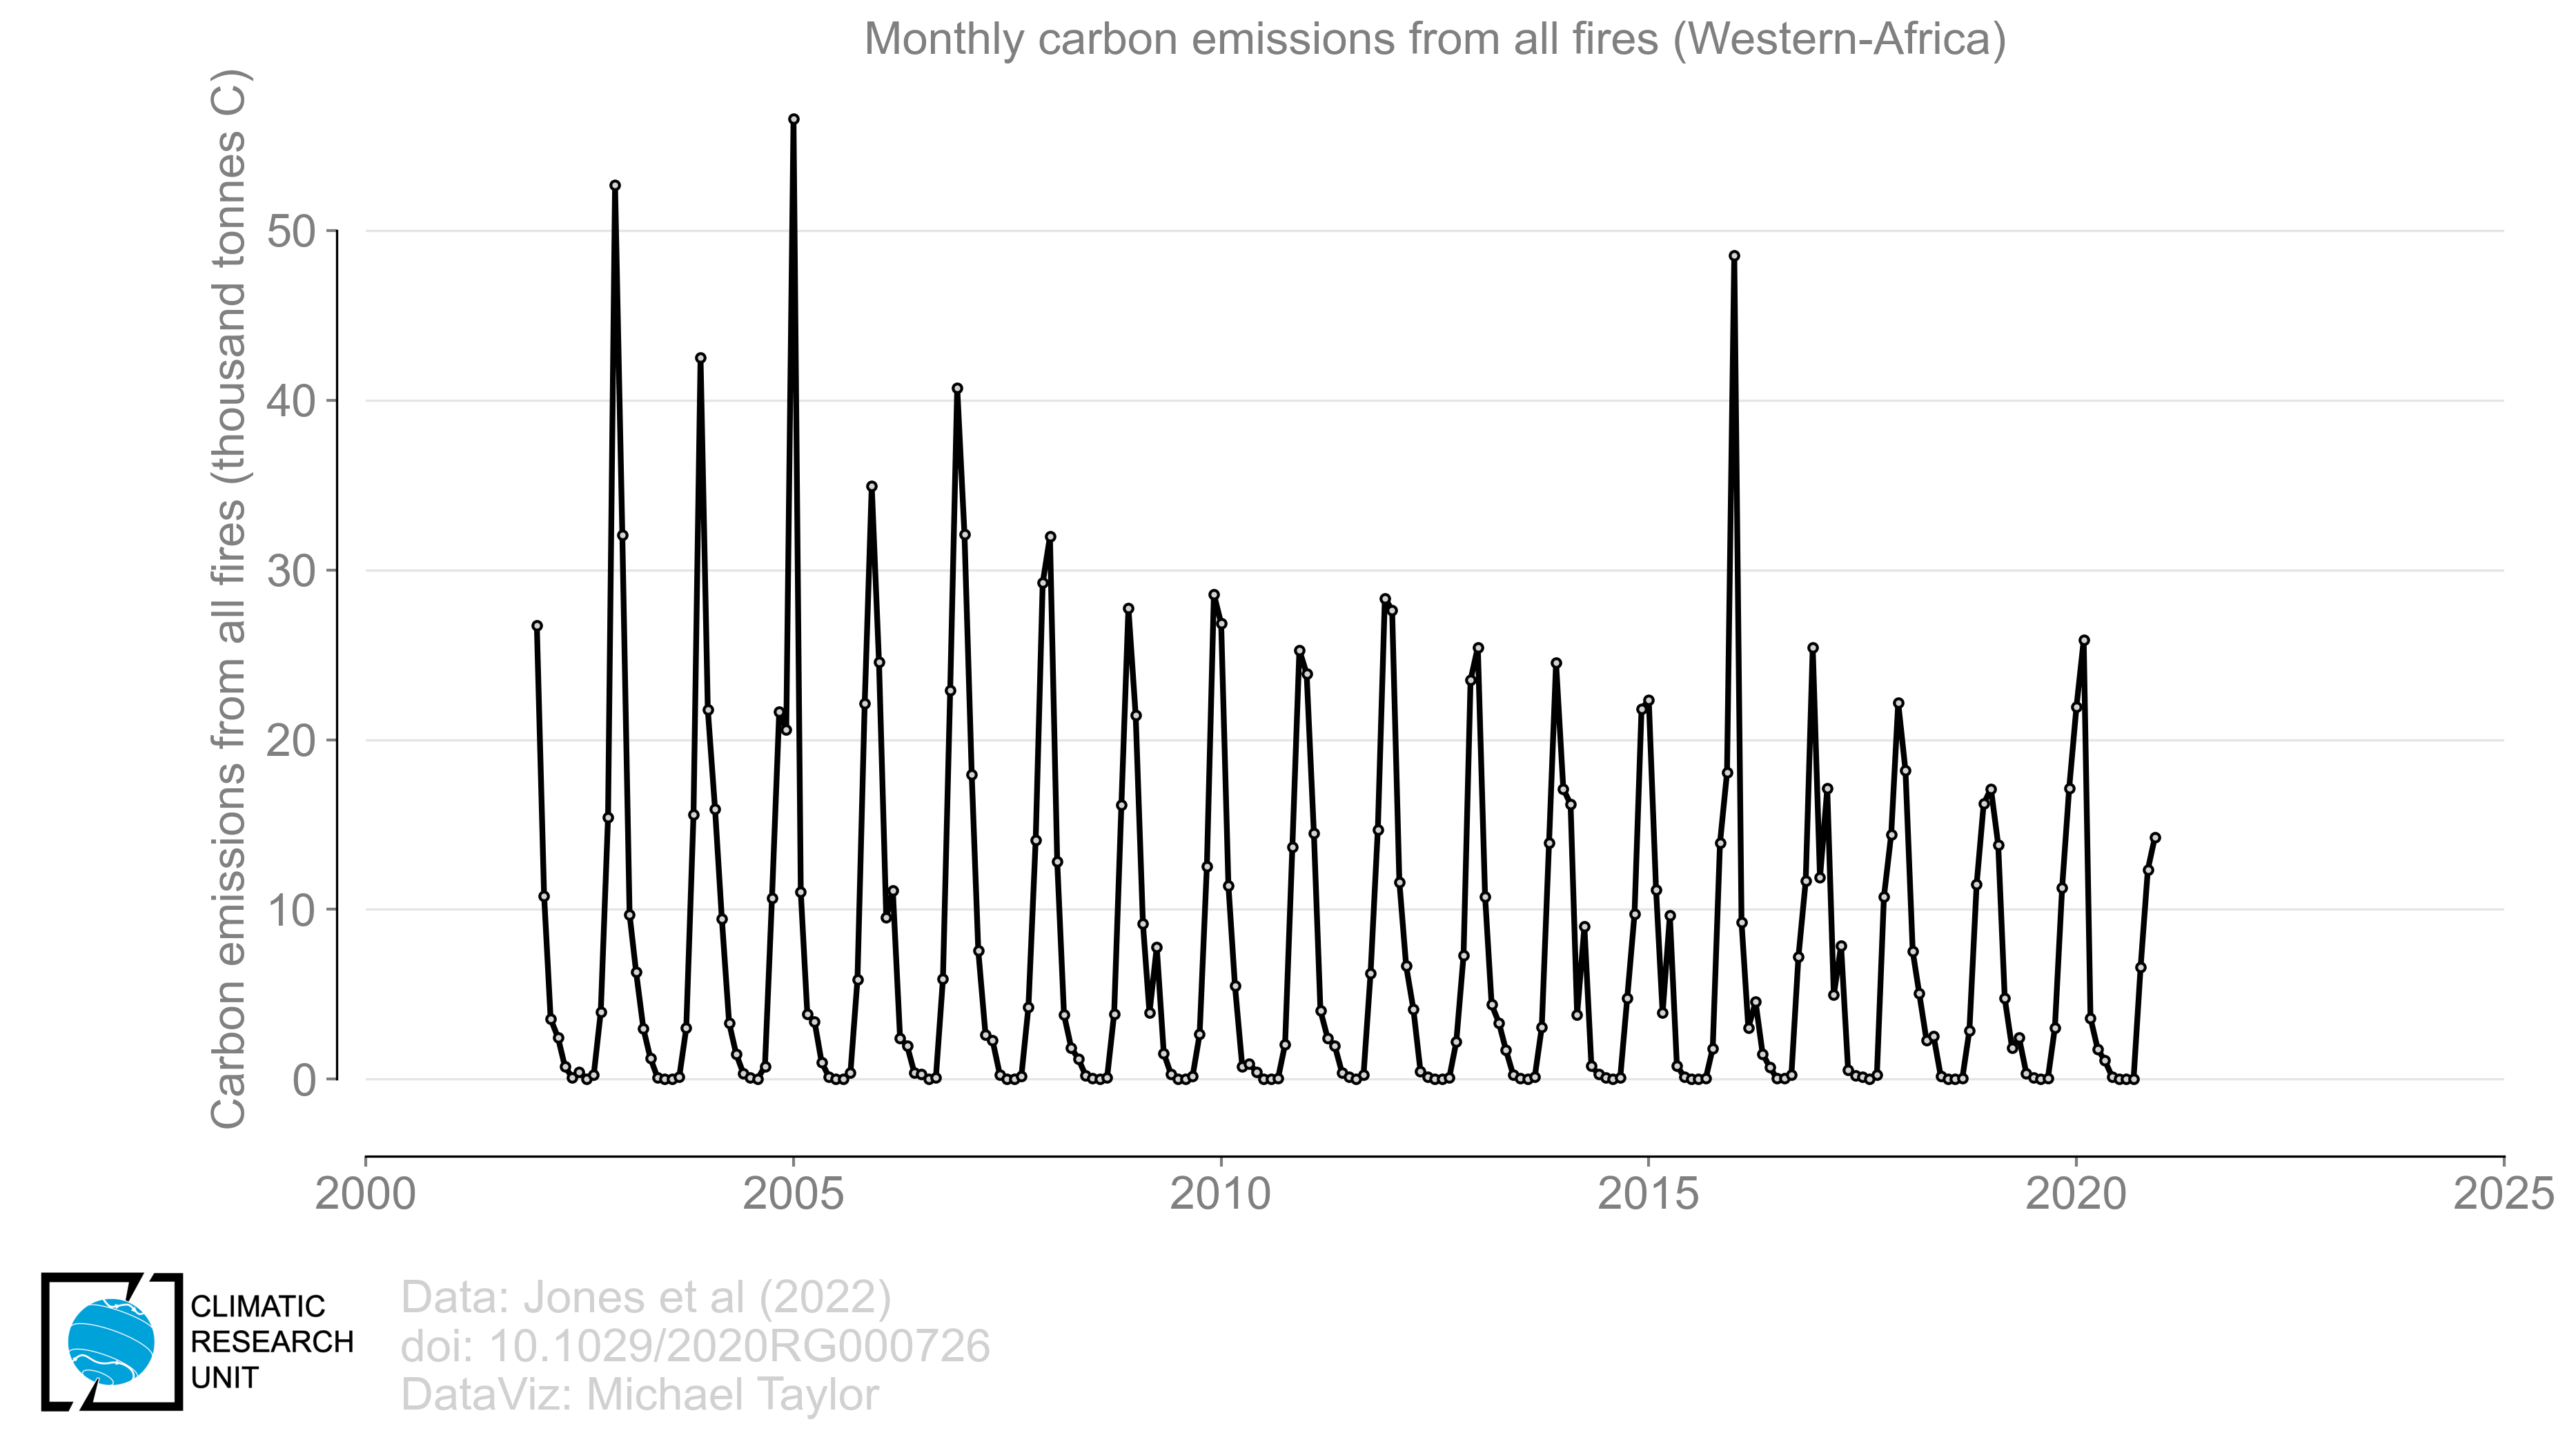 Monthly carbon emissions from all fires (Western-Africa)
Carbon emissions from all fires (thousand tonnes C)
50
40
30
20
10
0
2000 2005 2010 2015 2020 2025
CLIMATIC
RESEARCH
UNIT
Data: Jones et al (2022)
doi: 10.1029/2020RG000726
DataViz: Michael Taylor